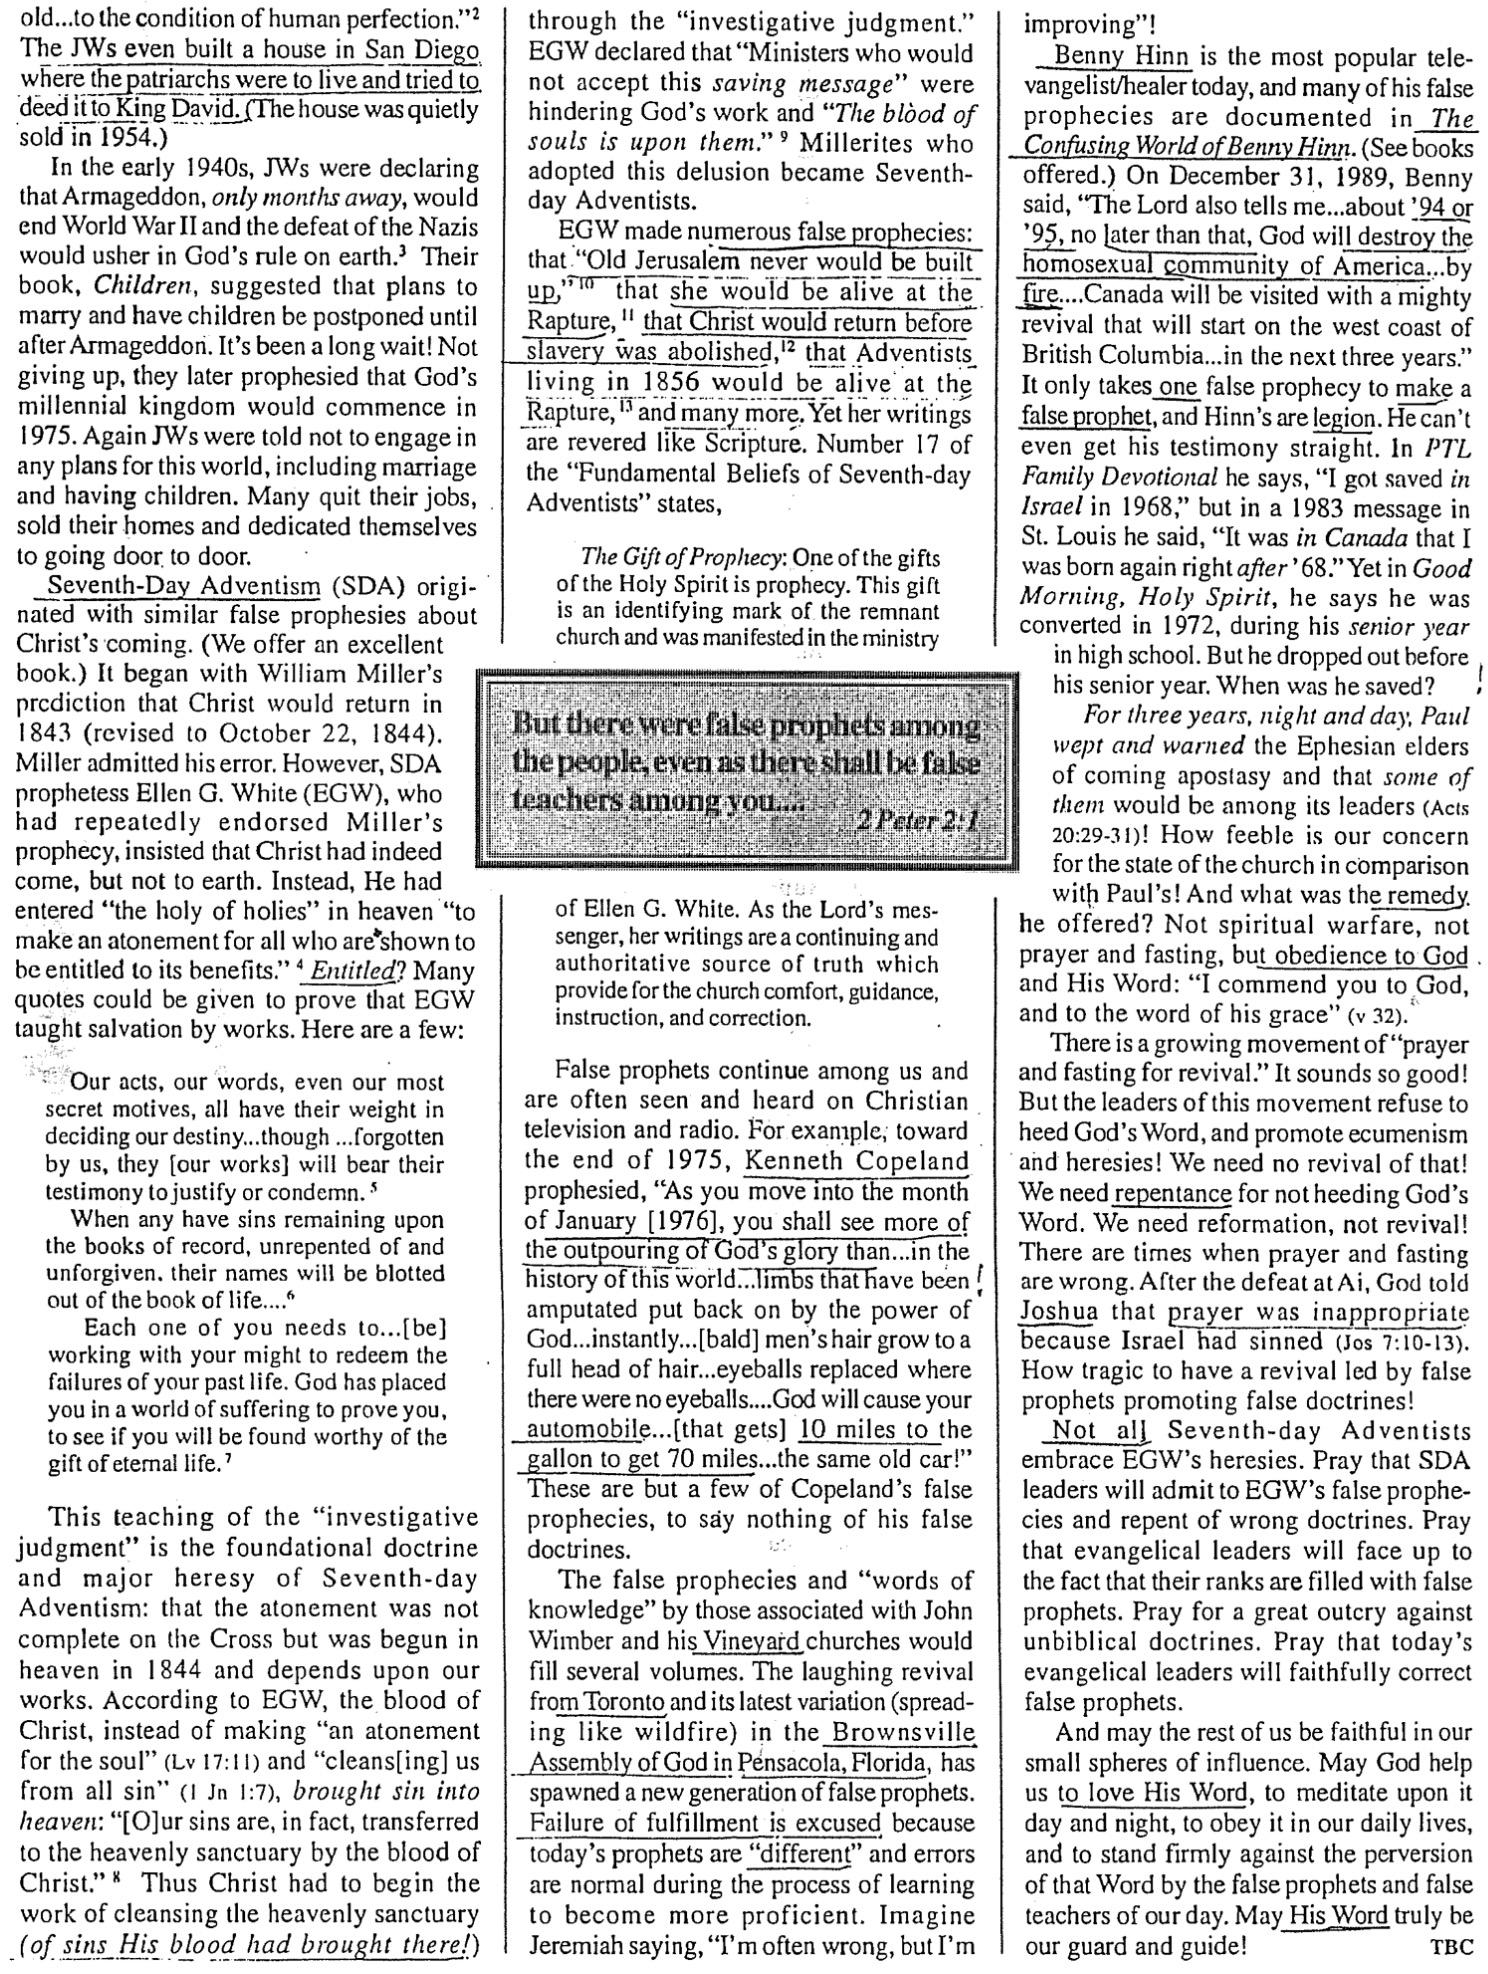 old...to the condition of human perfection."²
The JWs even built a house in San Diego
where the patriarchs were to live and tried to
deed it to King David. (The house was quietly
sold in 1954.)
In the early 1940s, JWs were declaring
that Armageddon, only months away, would
end World War II and the defeat of the Nazis
would usher in God's rule on earth.³ Their
book, Children, suggested that plans to
marry and have children be postponed until
after Armageddon. It's been a long wait! Not
giving up, they later prophesied that God's
millennial kingdom would commence in
1975. Again JWs were told not to engage in
any plans for this world, including marriage
and having children. Many quit their jobs,
sold their homes and dedicated themselves
to going door to door.
Seventh-Day Adventism (SDA) origi-
nated with similar false prophesies about
Christ's coming. (We offer an excellent
book.) It began with William Miller's
prediction that Christ would return in
1843 (revised to October 22, 1844).
Miller admitted his error. However, SDA
prophetess Ellen G. White (EGW), who
had repeatedly endorsed Miller's
prophecy, insisted that Christ had indeed
come, but not to earth. Instead, He had
entered "the holy of holies" in heaven "to
make an atonement for all who are shown to
be entitled to its benefits." ⁴ Entitled? Many
quotes could be given to prove that EGW
taught salvation by works. Here are a few:
Our acts, our words, even our most
secret motives, all have their weight in
deciding our destiny...though ...forgotten
by us, they [our works] will bear their
testimony to justify or condemn. ⁵
When any have sins remaining upon
the books of record, unrepented of and
unforgiven, their names will be blotted
out of the book of life....⁶
Each one of you needs to...[be]
working with your might to redeem the
failures of your past life. God has placed
you in a world of suffering to prove you,
to see if you will be found worthy of the
gift of eternal life. ⁷
This teaching of the "investigative
judgment" is the foundational doctrine
and major heresy of Seventh-day
Adventism: that the atonement was not
complete on the Cross but was begun in
heaven in 1844 and depends upon our
works. According to EGW, the blood of
Christ, instead of making "an atonement
for the soul" (Lv 17:11) and "cleans[ing] us
from all sin" (1 Jn 1:7), brought sin into
heaven: "[O]ur sins are, in fact, transferred
to the heavenly sanctuary by the blood of
Christ." ⁸ Thus Christ had to begin the
work of cleansing the heavenly sanctuary
(of sins His blood had brought there!)
through the "investigative judgment."
EGW declared that "Ministers who would
not accept this saving message" were
hindering God's work and "The blood of
souls is upon them." ⁹ Millerites who
adopted this delusion became Seventh-
day Adventists.
EGW made numerous false prophecies:
that "Old Jerusalem never would be built
up," ¹⁰ that she would be alive at the
Rapture, ¹¹ that Christ would return before
slavery was abolished,¹² that Adventists
living in 1856 would be alive at the
Rapture, ¹³ and many more. Yet her writings
are revered like Scripture. Number 17 of
the "Fundamental Beliefs of Seventh-day
Adventists" states,
The Gift of Prophecy: One of the gifts
of the Holy Spirit is prophecy. This gift
is an identifying mark of the remnant
church and was manifested in the ministry
But there were false prophets among
the people, even as there shall be false
teachers among you....
2 Peter 2:1
of Ellen G. White. As the Lord's mes-
senger, her writings are a continuing and
authoritative source of truth which
provide for the church comfort, guidance,
instruction, and correction.
False prophets continue among us and
are often seen and heard on Christian
television and radio. For example, toward
the end of 1975, Kenneth Copeland
prophesied, "As you move into the month
of January [1976], you shall see more of
the outpouring of God's glory than...in the
history of this world...limbs that have been
amputated put back on by the power of
God...instantly...[bald] men's hair grow to a
full head of hair...eyeballs replaced where
there were no eyeballs....God will cause your
automobile...[that gets] 10 miles to the
gallon to get 70 miles...the same old car!"
These are but a few of Copeland's false
prophecies, to say nothing of his false
doctrines.
The false prophecies and "words of
knowledge" by those associated with John
Wimber and his Vineyard churches would
fill several volumes. The laughing revival
from Toronto and its latest variation (spread-
ing like wildfire) in the Brownsville
Assembly of God in Pensacola, Florida, has
spawned a new generation of false prophets.
Failure of fulfillment is excused because
today's prophets are "different" and errors
are normal during the process of learning
to become more proficient. Imagine
Jeremiah saying, "I'm often wrong, but I'm
improving"!
Benny Hinn is the most popular tele-
vangelist/healer today, and many of his false
prophecies are documented in The
Confusing World of Benny Hinn. (See books
offered.) On December 31, 1989, Benny
said, "The Lord also tells me...about '94 or
'95, no later than that, God will destroy the
homosexual community of America...by
fire....Canada will be visited with a mighty
revival that will start on the west coast of
British Columbia...in the next three years."
It only takes one false prophecy to make a
false prophet, and Hinn's are legion. He can't
even get his testimony straight. In PTL
Family Devotional he says, "I got saved in
Israel in 1968," but in a 1983 message in
St. Louis he said, "It was in Canada that I
was born again right after '68." Yet in Good
Morning, Holy Spirit, he says he was
converted in 1972, during his senior year
in high school. But he dropped out before
his senior year. When was he saved? !
For three years, night and day, Paul
wept and warned the Ephesian elders
of coming apostasy and that some of
them would be among its leaders (Acts
20:29-31)! How feeble is our concern
for the state of the church in comparison
with Paul's! And what was the remedy
he offered? Not spiritual warfare, not
prayer and fasting, but obedience to God
and His Word: "I commend you to God,
and to the word of his grace" (v 32).
There is a growing movement of "prayer
and fasting for revival." It sounds so good!
But the leaders of this movement refuse to
heed God's Word, and promote ecumenism
and heresies! We need no revival of that!
We need repentance for not heeding God's
Word. We need reformation, not revival!
There are times when prayer and fasting
are wrong. After the defeat at Ai, God told
Joshua that prayer was inappropriate
because Israel had sinned (Jos 7:10-13).
How tragic to have a revival led by false
prophets promoting false doctrines!
Not all Seventh-day Adventists
embrace EGW's heresies. Pray that SDA
leaders will admit to EGW's false prophe-
cies and repent of wrong doctrines. Pray
that evangelical leaders will face up to
the fact that their ranks are filled with false
prophets. Pray for a great outcry against
unbiblical doctrines. Pray that today's
evangelical leaders will faithfully correct
false prophets.
And may the rest of us be faithful in our
small spheres of influence. May God help
us to love His Word, to meditate upon it
day and night, to obey it in our daily lives,
and to stand firmly against the perversion
of that Word by the false prophets and false
teachers of our day. May His Word truly be
our guard and guide! TBC